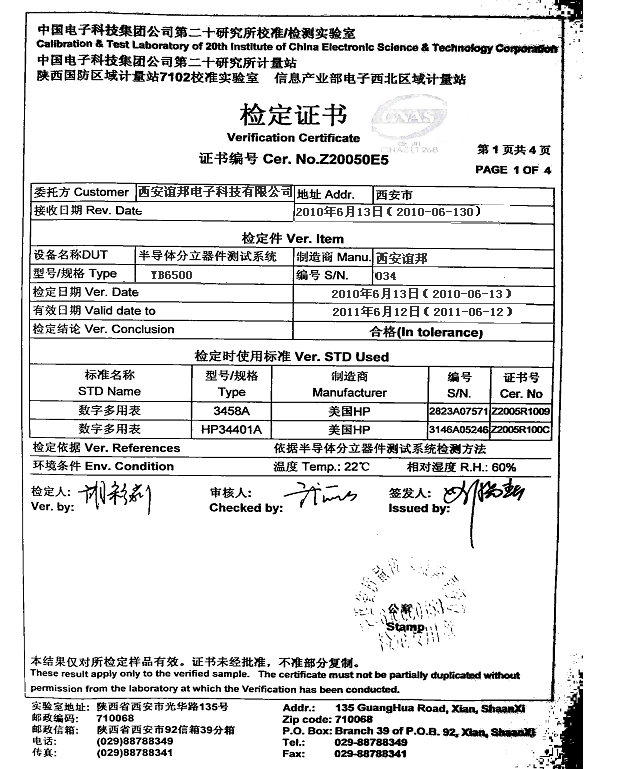 中国电子科技集团公司第二十研究所校准/检测实验室
Calibration & Test Laboratory of 20th Institute of China Electronic Science & Technology Corporation
中国电子科技集团公司第二十研究所计量站
陕西国防区域计量站7102校准实验室 信息产业部电子西北区域计量站
检定证书
CNAS
Verification Certificate
证书编号 Cer. No.Z20050E5
第 1 页共 4 页
PAGE 1 OF 4
委托方 Customer 西安谊邦电子科技有限公司 地址 Addr. 西安市
接收日期 Rev. Date 2010年6月13日(2010-06-130)
检定件 Ver. Item
设备名称DUT 半导体分立器件测试系统 制造商 Manu. 西安谊邦
型号/规格 Type YB6500 编号 S/N. 034
检定日期 Ver. Date 2010年6月13日(2010-06-13)
有效日期 Valid date to 2011年6月12日(2011-06-12)
检定结论 Ver. Conclusion 合格(In tolerance)
检定时使用标准 Ver. STD Used
标准名称 型号/规格 制造商 编号 证书号
STD Name Type Manufacturer S/N. Cer. No
数字多用表 3458A 美国HP 2823A07571 Z2005R1009
数字多用表 HP34401A 美国HP 3146A05246 Z2005R100C
检定依据 Ver. References 依据半导体分立器件测试系统检测方法
环境条件 Env. Condition 温度 Temp.: 22℃ 相对湿度 R.H.: 60%
检定人: 审核人: 签发人:
Ver. by: Checked by: Issued by:
公章
Stamp
检定专用章
本结果仅对所检定样品有效。证书未经批准,不准部分复制。
These result apply only to the verified sample. The certificate must not be partially duplicated without
permission from the laboratory at which the Verification has been conducted.
实验室地址: 陕西省西安市光华路135号 Addr.: 135 GuangHua Road, Xian, ShaanXi
邮政编码: 710068 Zip code: 710068
邮政信箱: 陕西省西安市92信箱39分箱 P.O. Box: Branch 39 of P.O.B. 92, Xian, ShaanXi
电话: (029)88788349 Tel.: 029-88788349
传真: (029)88788341 Fax: 029-88788341